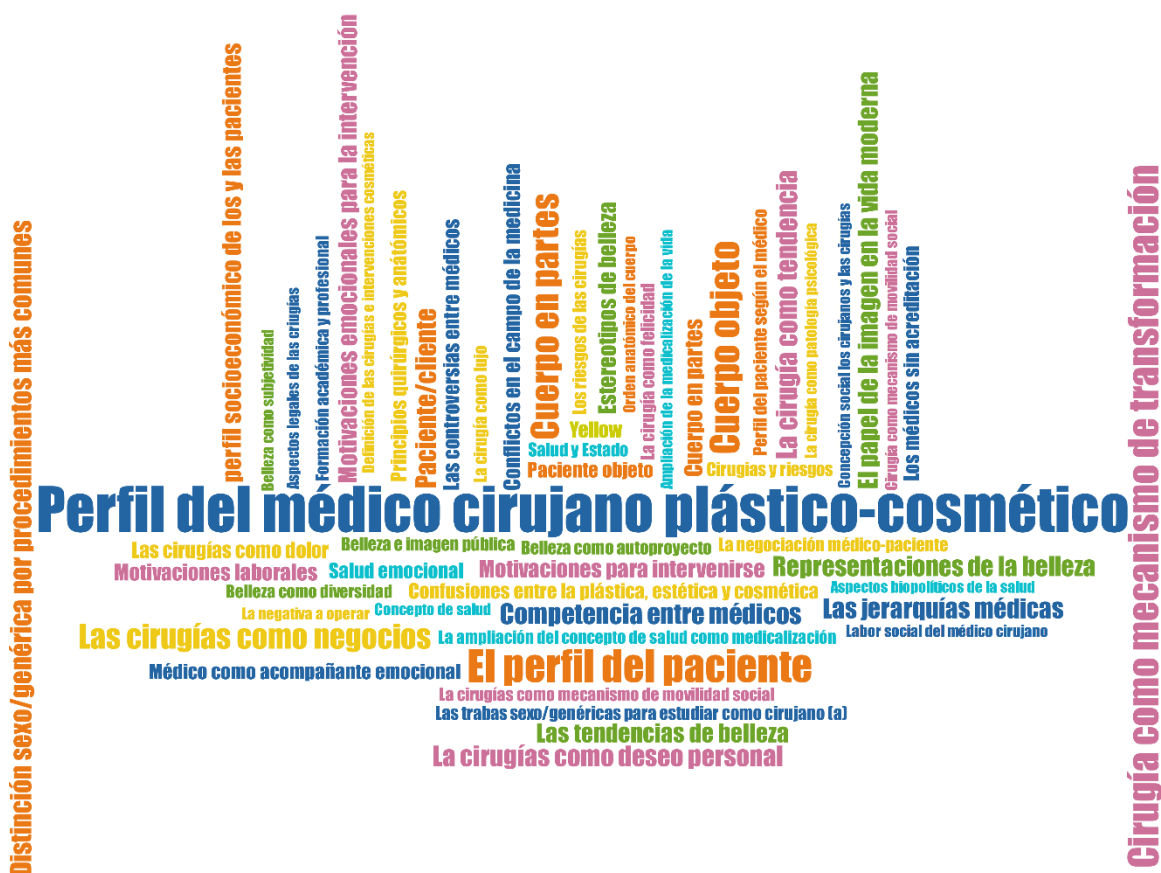 Distinción sexo/genérica por procedimientos más comunes
perfil socioeconómico de los y las pacientes
Belleza como subjetividad
Aspectos legales de las criugías
Formación académica y profesional
Motivaciones emocionales para la intervención
Definición de las cirugías e intervenciones cosméticas
Principios quirúrgicos y anátómicos
Paciente/cliente
Las controversias entre médicos
La cirugía como lujo
Conflictos en el campo de la medicina
Cuerpo en partes
Los riesgos de las cirugías
Estereotipos de belleza
Orden anatómico del cuerpo
La cirugía como felicidad
Ampliación de la medicalización de la vida
Yellow
Salud y Estado
Paciente objeto
Cuerpo en partes
Cuerpo objeto
Perfil del paciente según el médico
La cirugía como tendencia
La cirugía como patología psicológica
Cirugias y riesgos
Concepción social los cirujanos y las cirugías
El papel de la imagen en la vida moderna
Cirugía como mecanismo de movilidad social
Los médicos sin acreditación
Cirugía como mecanismo de transformación
Perfil del médico cirujano plástico-cosmético
Las cirugías como dolor
Belleza e imagen pública
Belleza como autoproyecto
La negociación médico-paciente
Motivaciones laborales
Salud emocional
Motivaciones para intervenirse
Representaciones de la belleza
Belleza como diversidad
Confusiones entre la plástica, estética y cosmética
Aspectos biopolíticos de la salud
La negativa a operar
Concepto de salud
Competencia entre médicos
Las jerarquías médicas
Las cirugías como negocios
La ampliación del concepto de salud como medicalización
Labor social del médico cirujano
Médico como acompañante emocional
El perfil del paciente
La cirugías como mecanismo de movilidad social
Las trabas sexo/genéricas para estudiar como cirujano (a)
Las tendencias de belleza
La cirugías como deseo personal